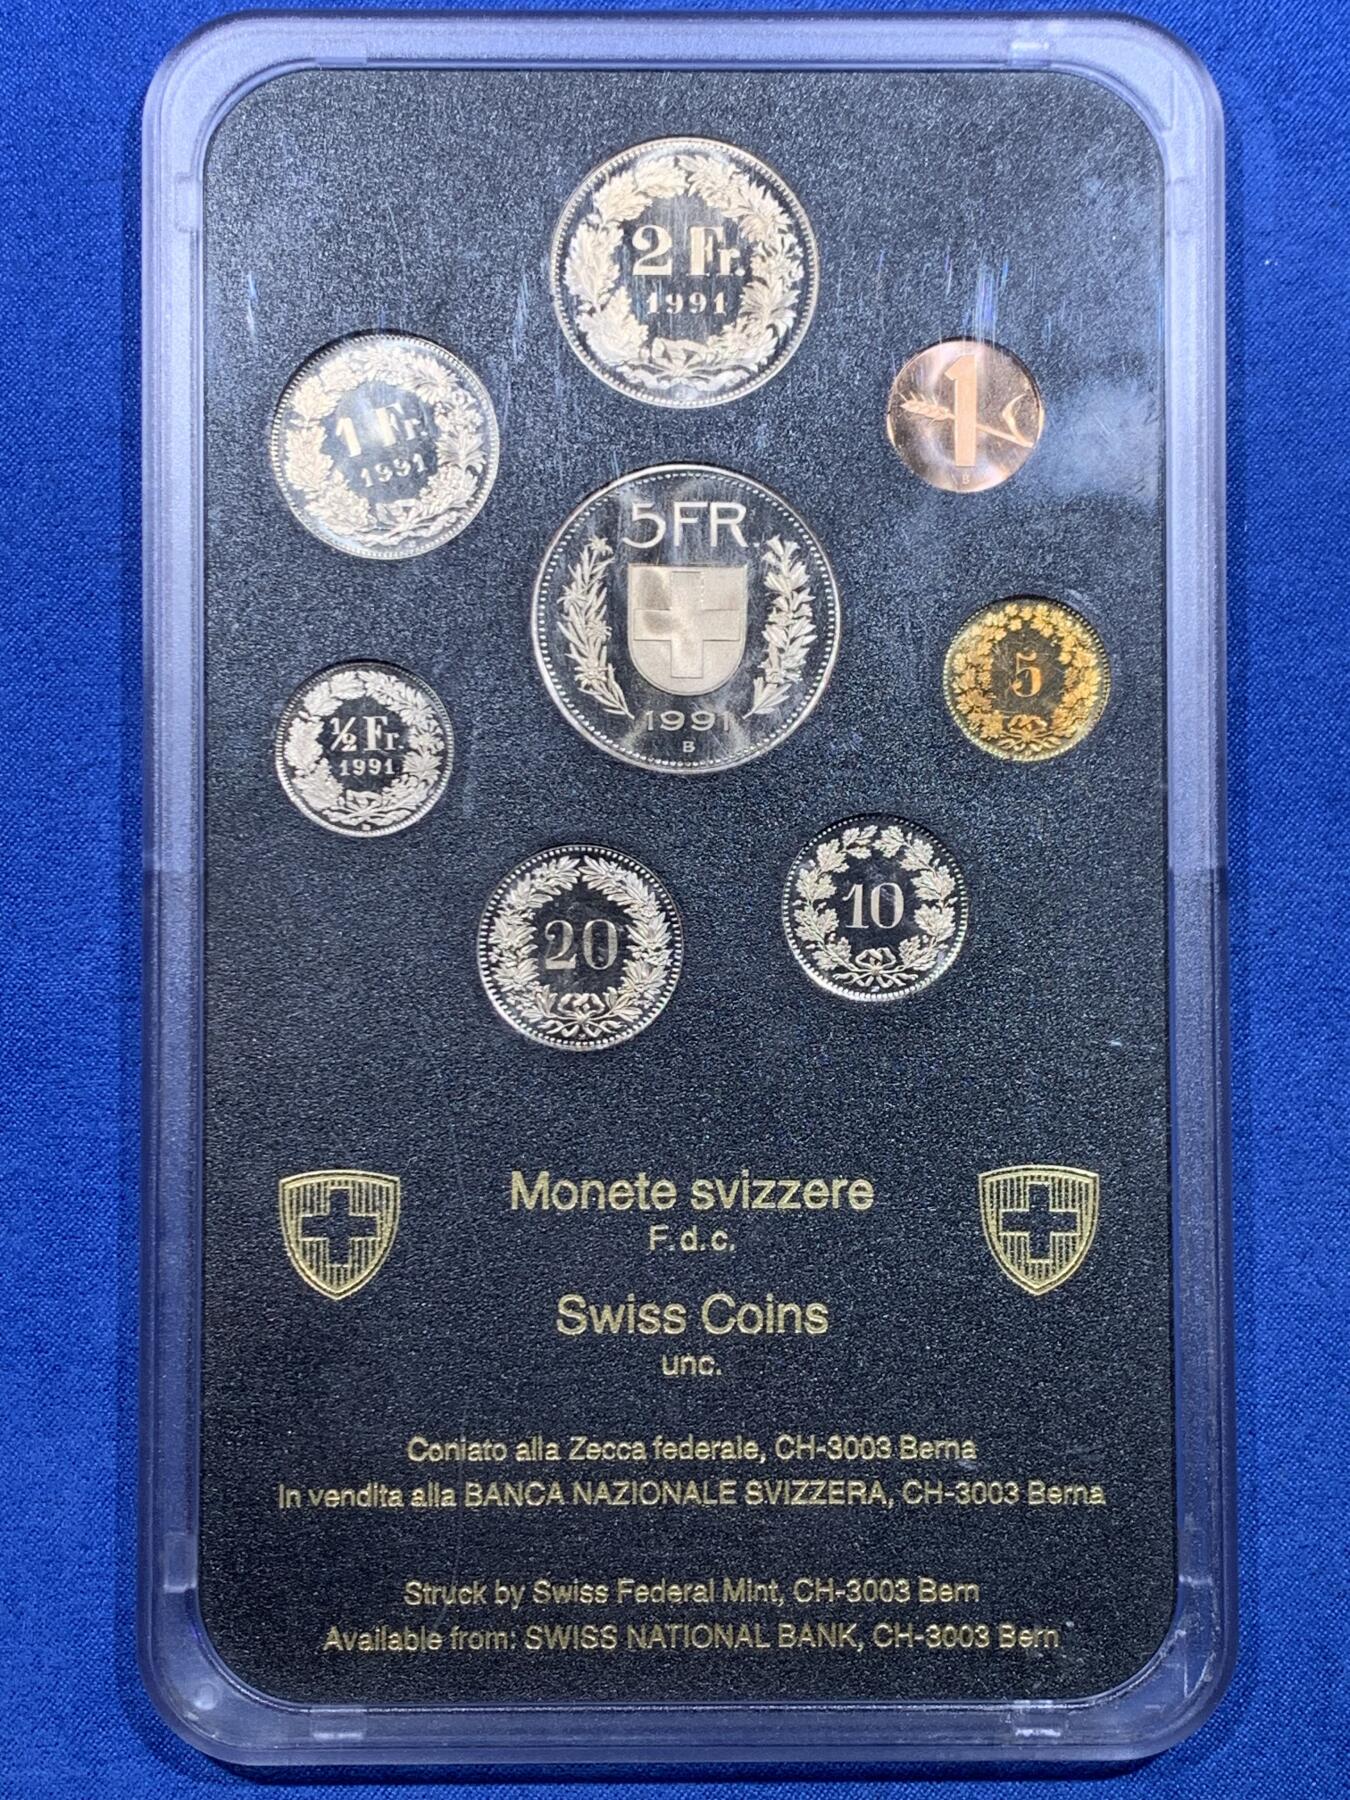 2 Fr.
1991
1 Fr.
1991
1
B
5FR.
1991
B
5
½ Fr.
1991
B
20
10
Monete svizzere
F.d.c.
Swiss Coins
unc.
Coniato alla Zecca federale, CH-3003 Berna
In vendita alla BANCA NAZIONALE SVIZZERA, CH-3003 Berna
Struck by Swiss Federal Mint, CH-3003 Bern
Available from: SWISS NATIONAL BANK, CH-3003 Bern